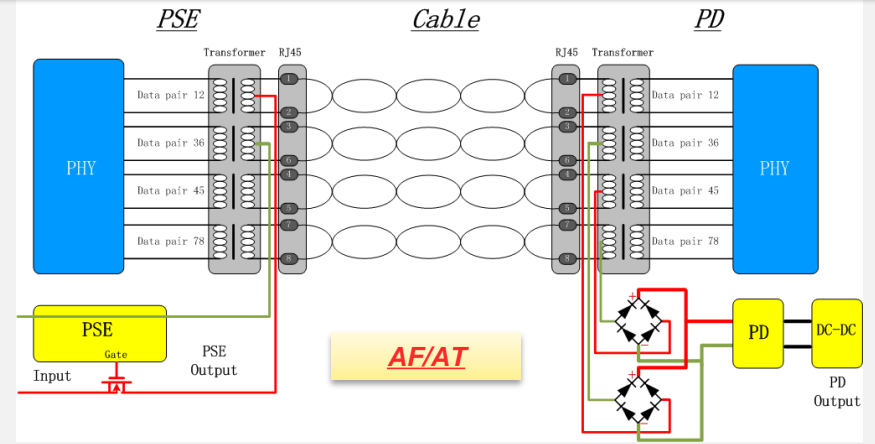 PSE
Cable
PD
Transformer
RJ45
RJ45
Transformer
PHY
Data pair 12
Data pair 36
Data pair 45
Data pair 78
1
2
3
6
4
5
7
8
1
2
3
6
4
5
7
8
Data pair 12
Data pair 36
Data pair 45
Data pair 78
PHY
PSE
Gate
Input
PSE
Output
AF/AT
+
−
+
−
PD
DC-DC
PD
Output